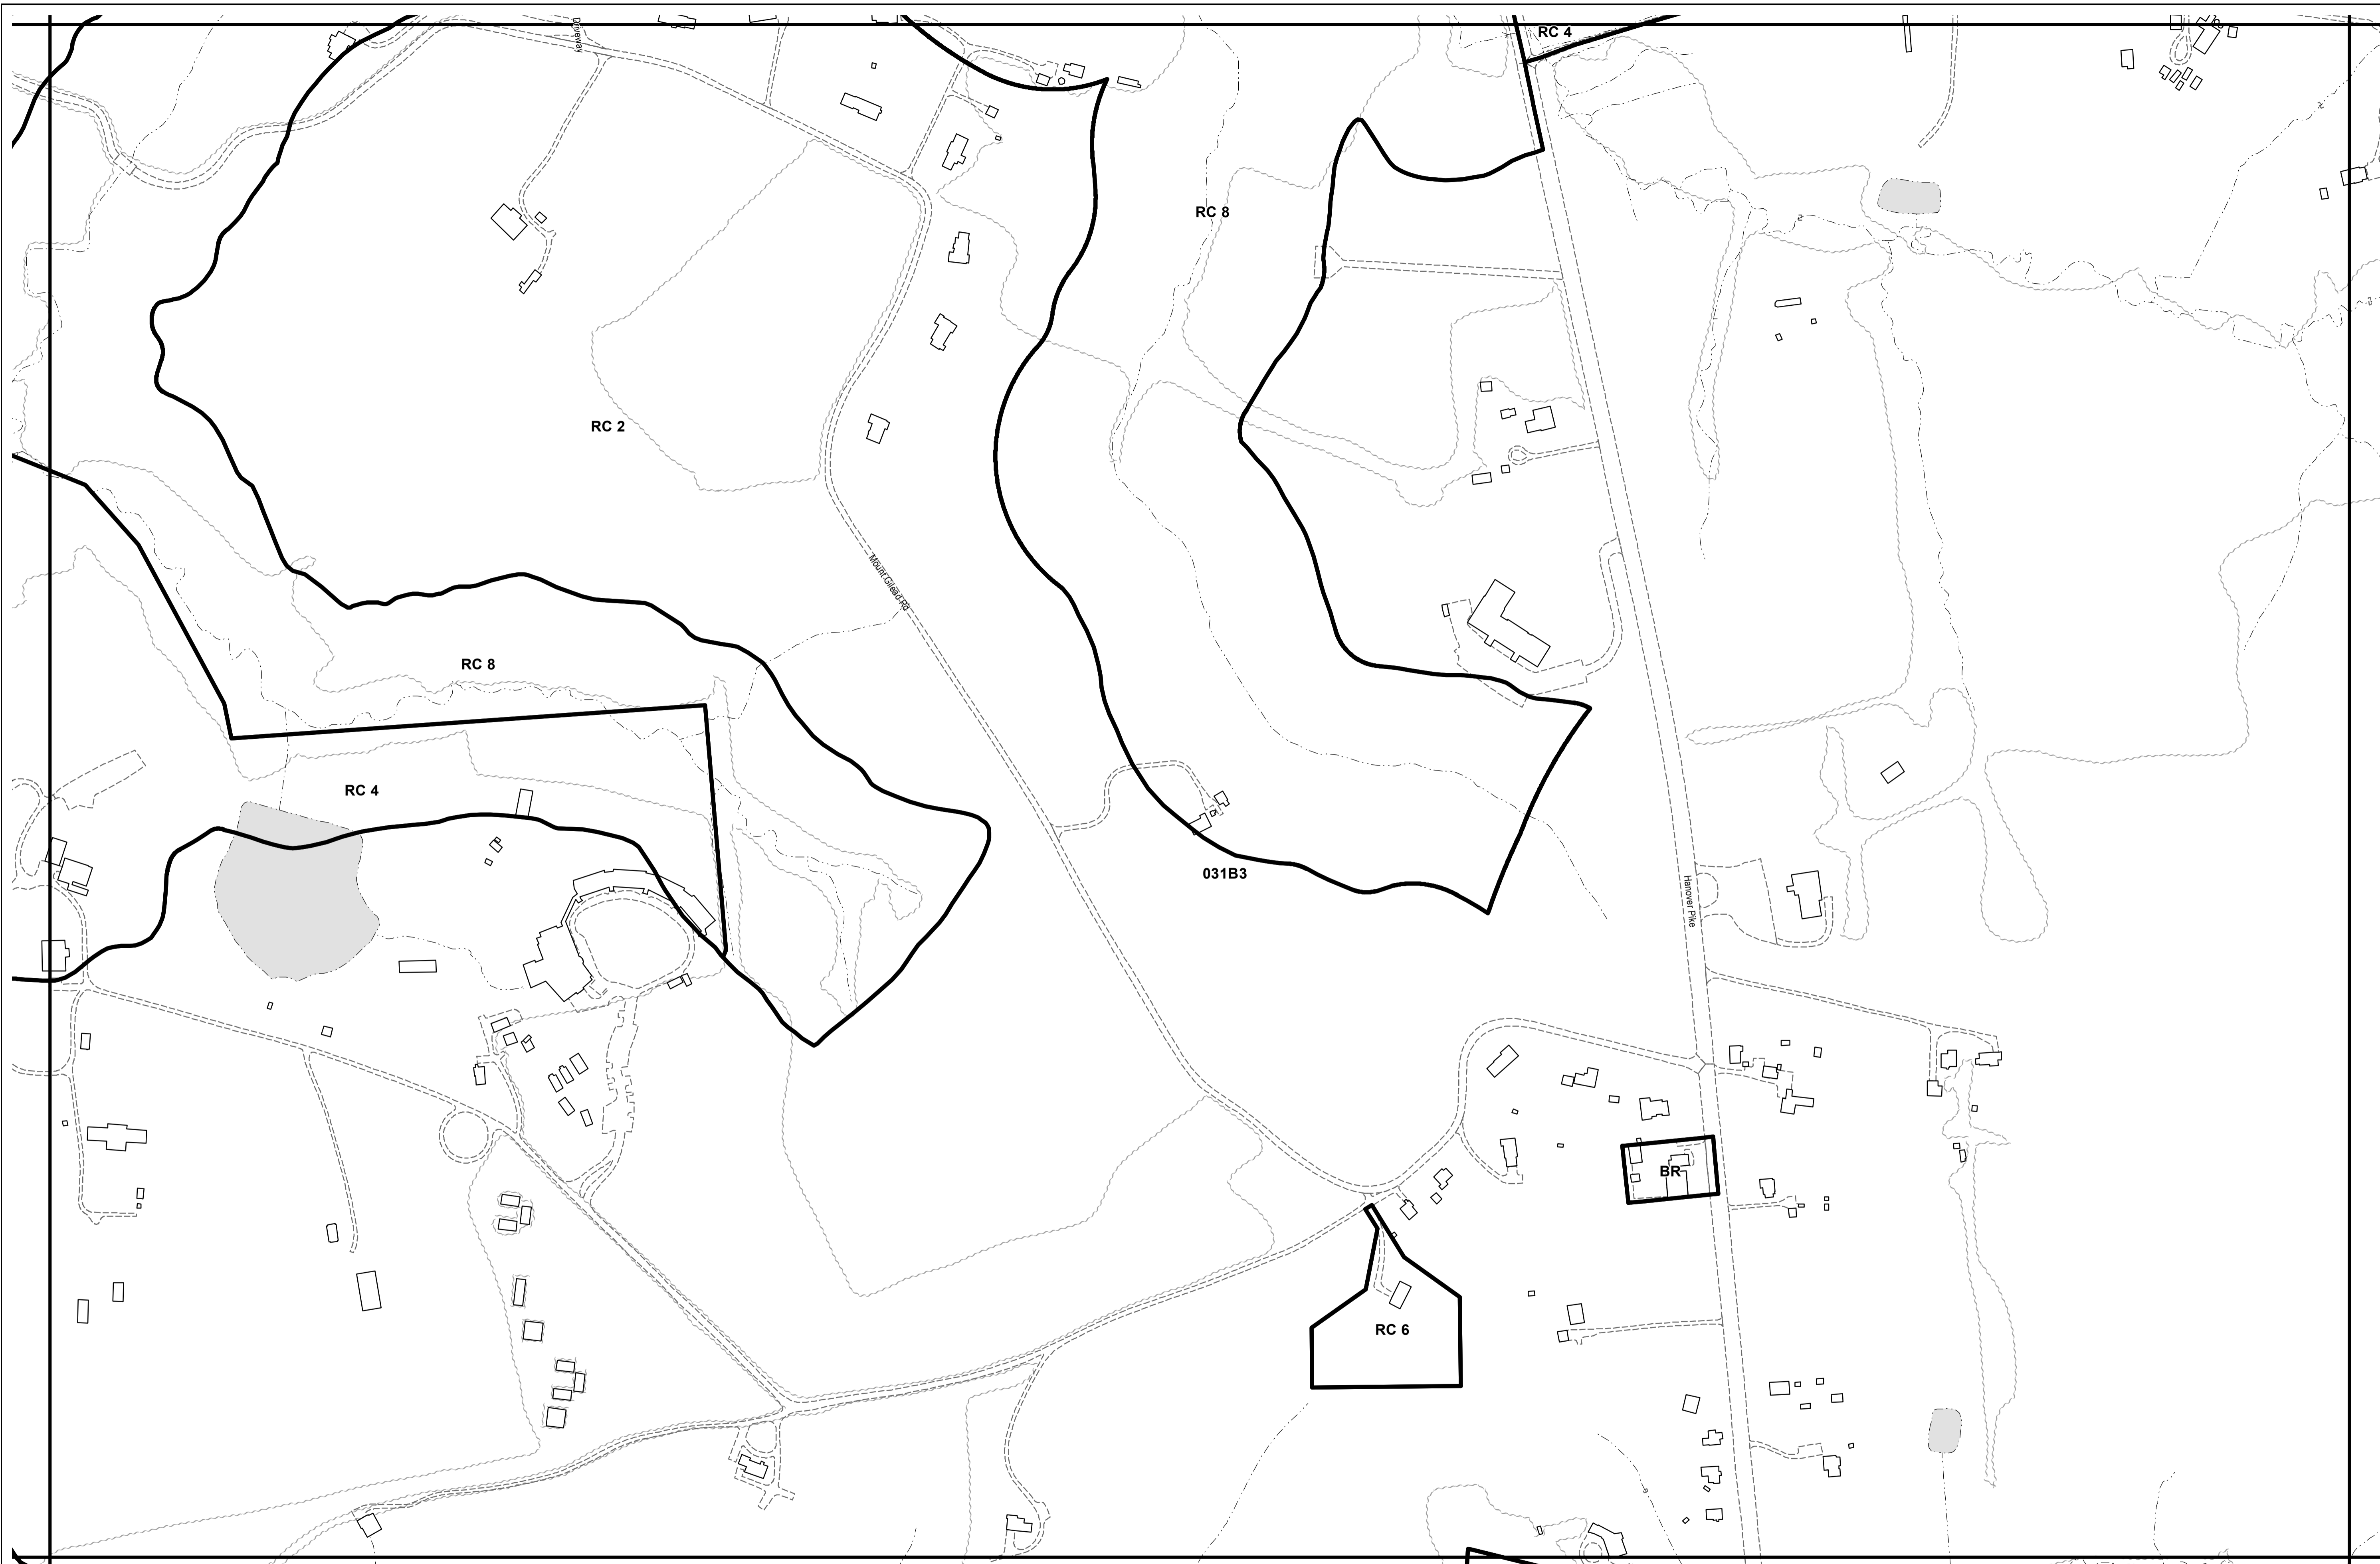 Driveway
RC 4
RC 8
RC 2
Mount Gilead Rd
RC 8
RC 4
031B3
Hanover Pike
BR
RC 6